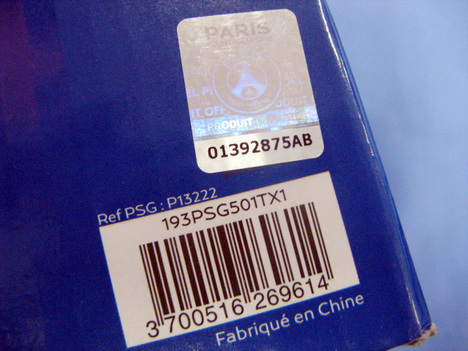 PARIS
PRODUIT
01392875AB
Ref PSG : P13222
193PSG501TX1
3 700516 269614
Fabriqué en Chine